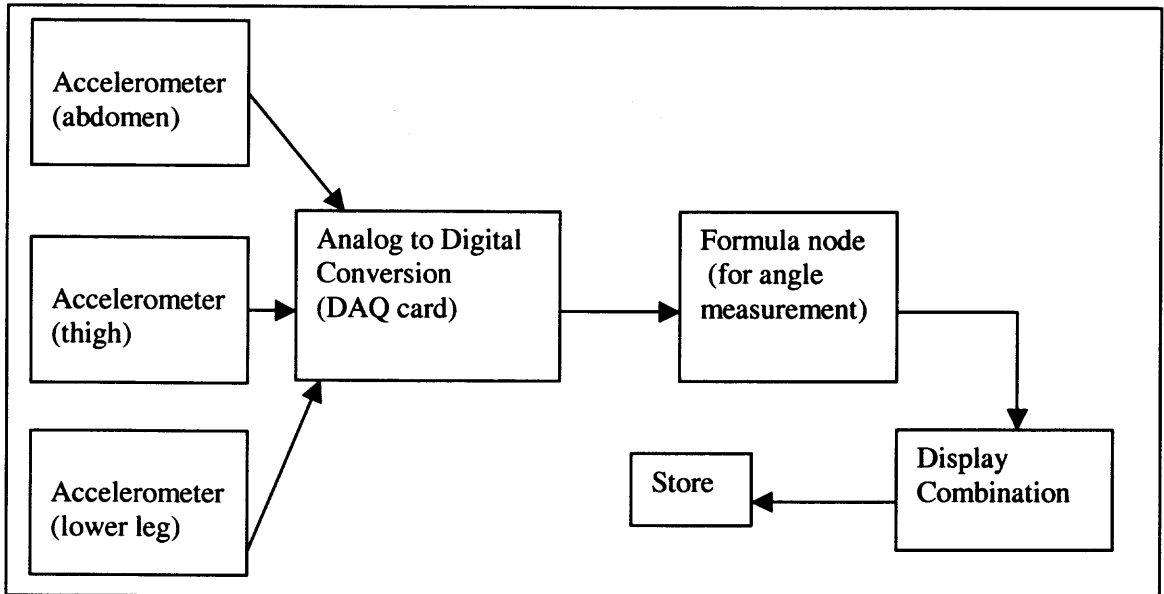 Accelerometer
(abdomen)
Accelerometer
(thigh)
Accelerometer
(lower leg)
Analog to Digital
Conversion
(DAQ card)
Formula node
(for angle
measurement)
Display
Combination
Store